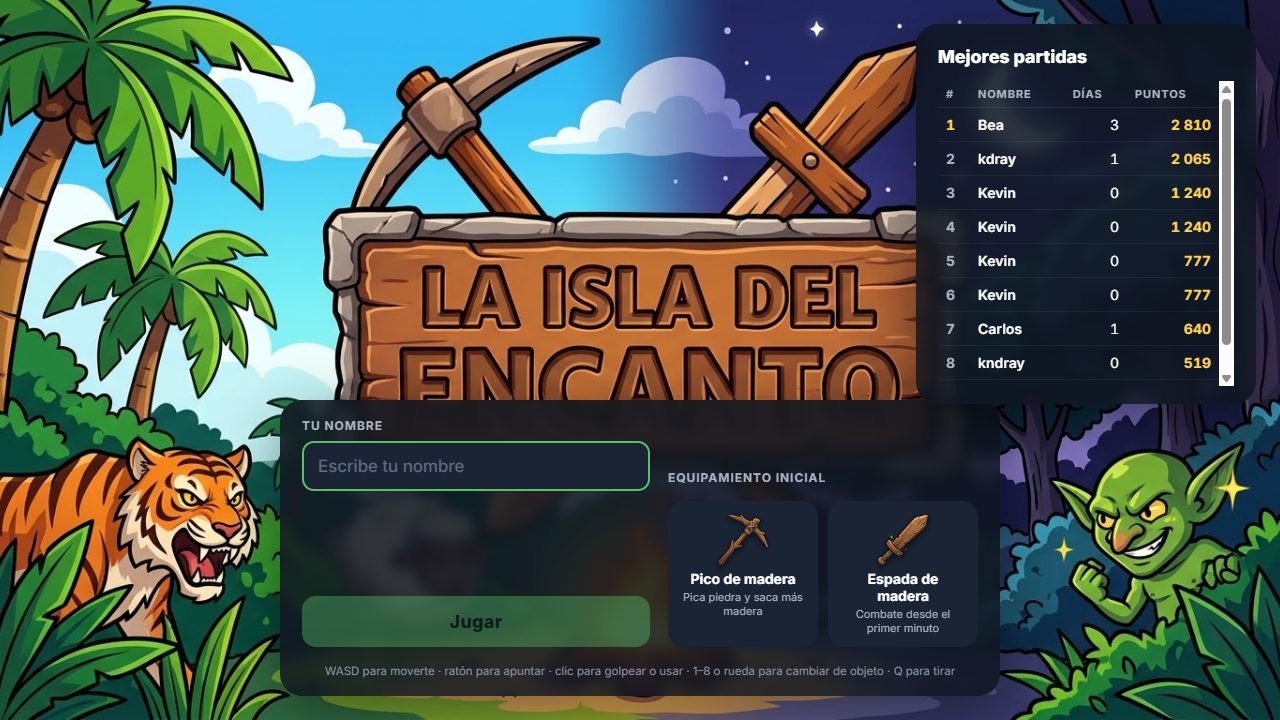 LA ISLA DEL
ENCANTO
Mejores partidas
# NOMBRE DÍAS PUNTOS
1 Bea 3 2 810
2 kdray 1 2 065
3 Kevin 0 1 240
4 Kevin 0 1 240
5 Kevin 0 777
6 Kevin 0 777
7 Carlos 1 640
8 kndray 0 519
TU NOMBRE
Escribe tu nombre
Jugar
EQUIPAMIENTO INICIAL
Pico de madera
Pica piedra y saca más
madera
Espada de
madera
Combate desde el
primer minuto
WASD para moverte · ratón para apuntar · clic para golpear o usar · 1–8 o rueda para cambiar de objeto · Q para tirar